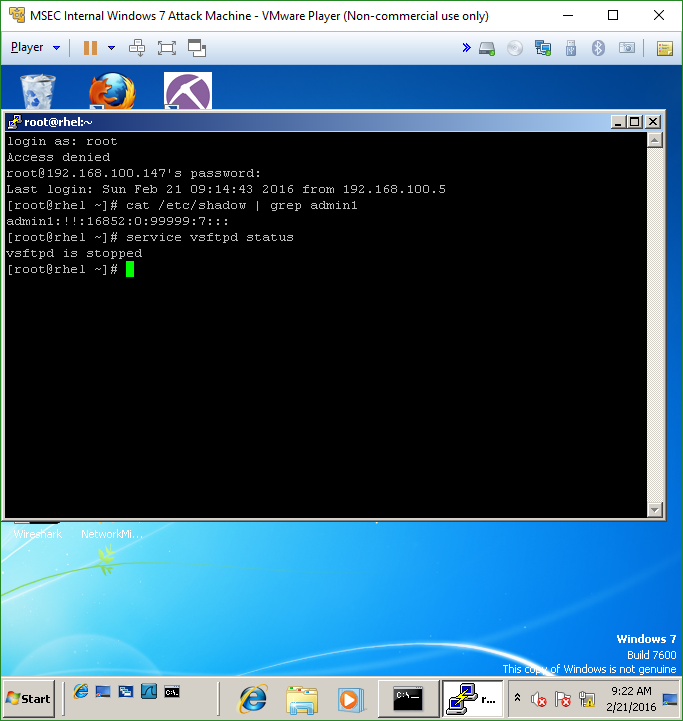 MSEC Internal Windows 7 Attack Machine - VMware Player (Non-commercial use only)
Player
root@rhel:~
login as: root
Access denied
root@192.168.100.147's password:
Last login: Sun Feb 21 09:14:43 2016 from 192.168.100.5
[root@rhel ~]# cat /etc/shadow | grep admin1
admin1:!!:16852:0:99999:7:::
[root@rhel ~]# service vsftpd status
vsftpd is stopped
[root@rhel ~]#
Wireshark NetworkMi...
Windows 7
Build 7600
This copy of Windows is not genuine
Start
r...
9:22 AM
2/21/2016